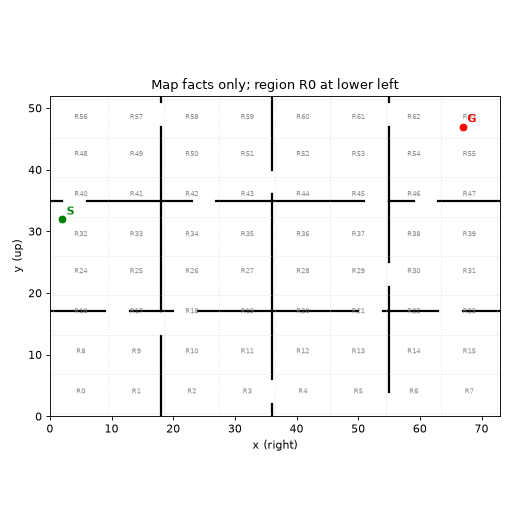 Map facts only; region R0 at lower left
y (up)
50
40
30
20
10
0
R56 R57 R58 R59 R60 R61 R62
G
R48 R49 R50 R51 R52 R53 R54 R55
R40 R41 R42 R43 R44 R45 R46 R47
S
R32 R33 R34 R35 R36 R37 R38 R39
R24 R25 R26 R27 R28 R29 R30 R31
R16 R17 R18 R19 R20 R21 R22 R23
R8 R9 R10 R11 R12 R13 R14 R15
R0 R1 R2 R3 R4 R5 R6 R7
0 10 20 30 40 50 60 70
x (right)